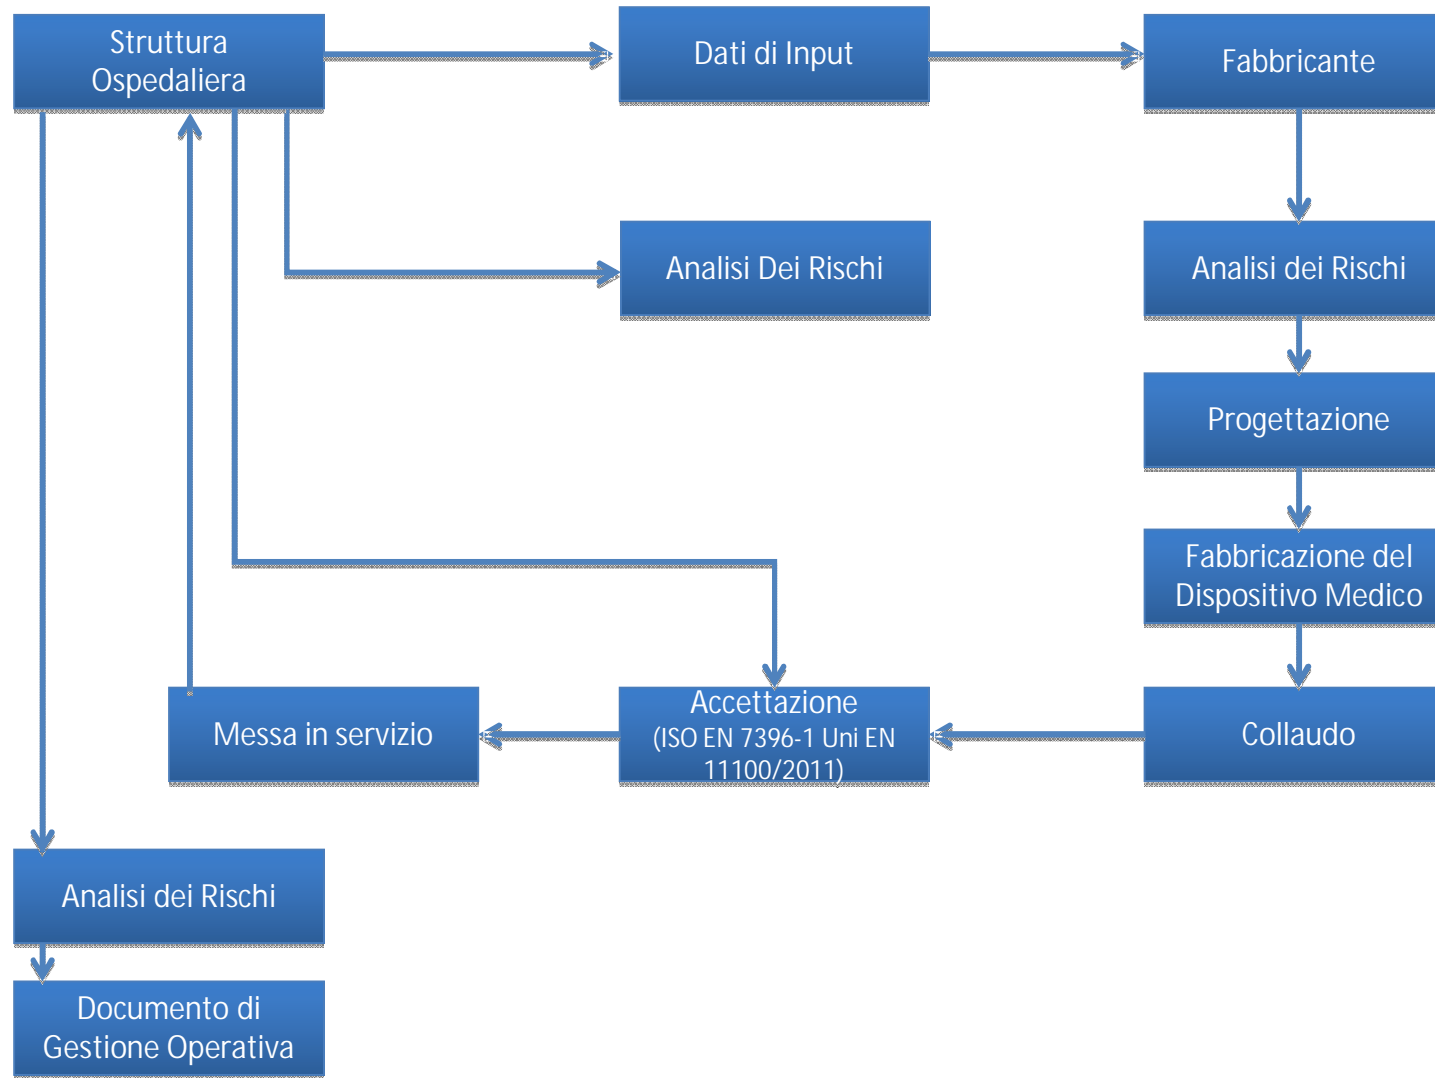 Struttura
Ospedaliera
Dati di Input
Fabbricante
Analisi Dei Rischi
Analisi dei Rischi
Progettazione
Fabbricazione del
Dispositivo Medico
Messa in servizio
Accettazione
(ISO EN 7396-1 Uni EN
11100/2011)
Collaudo
Analisi dei Rischi
Documento di
Gestione Operativa